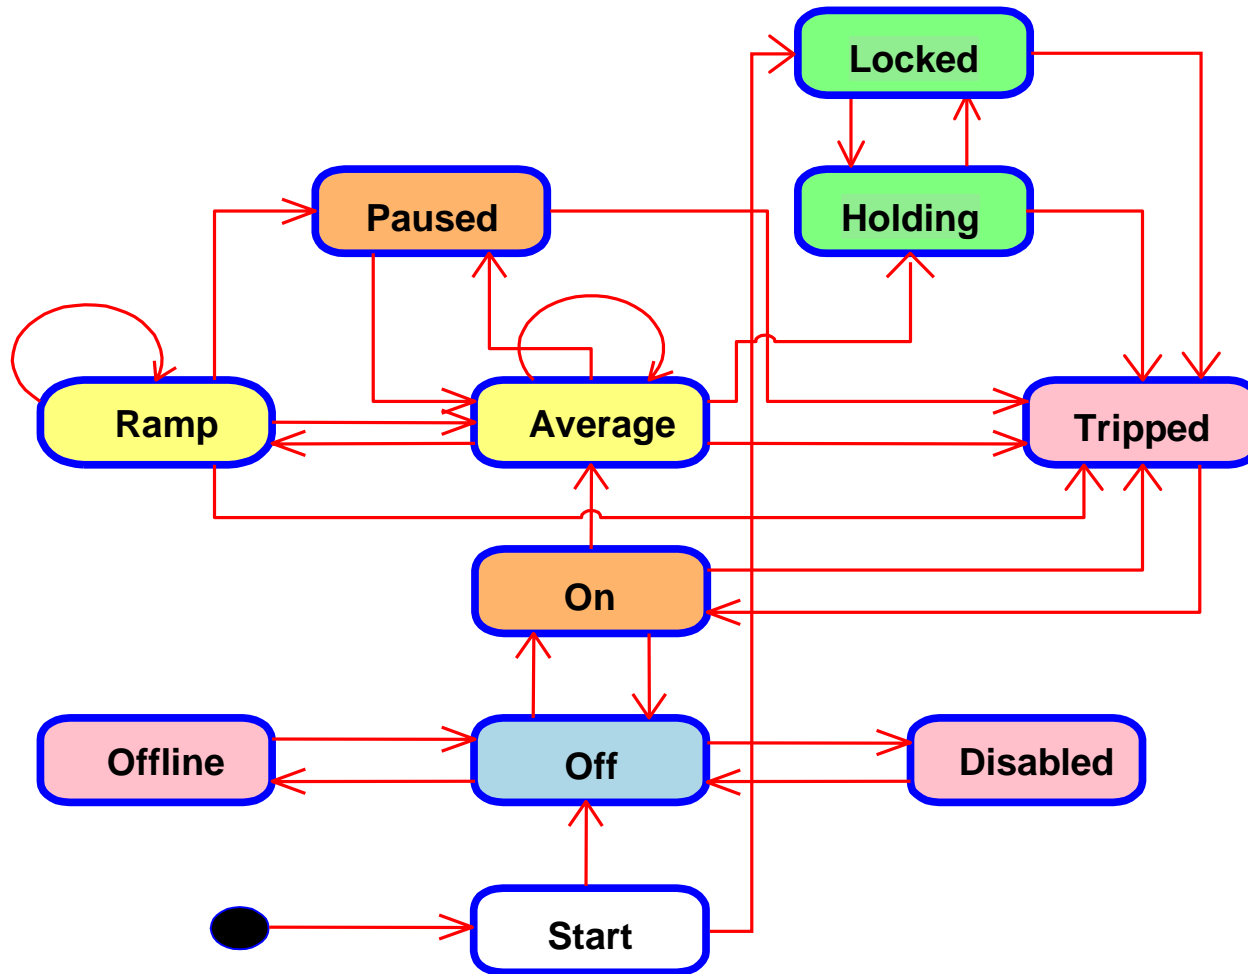 Locked
Paused
Holding
Ramp
Average
Tripped
On
Offline
Off
Disabled
Start